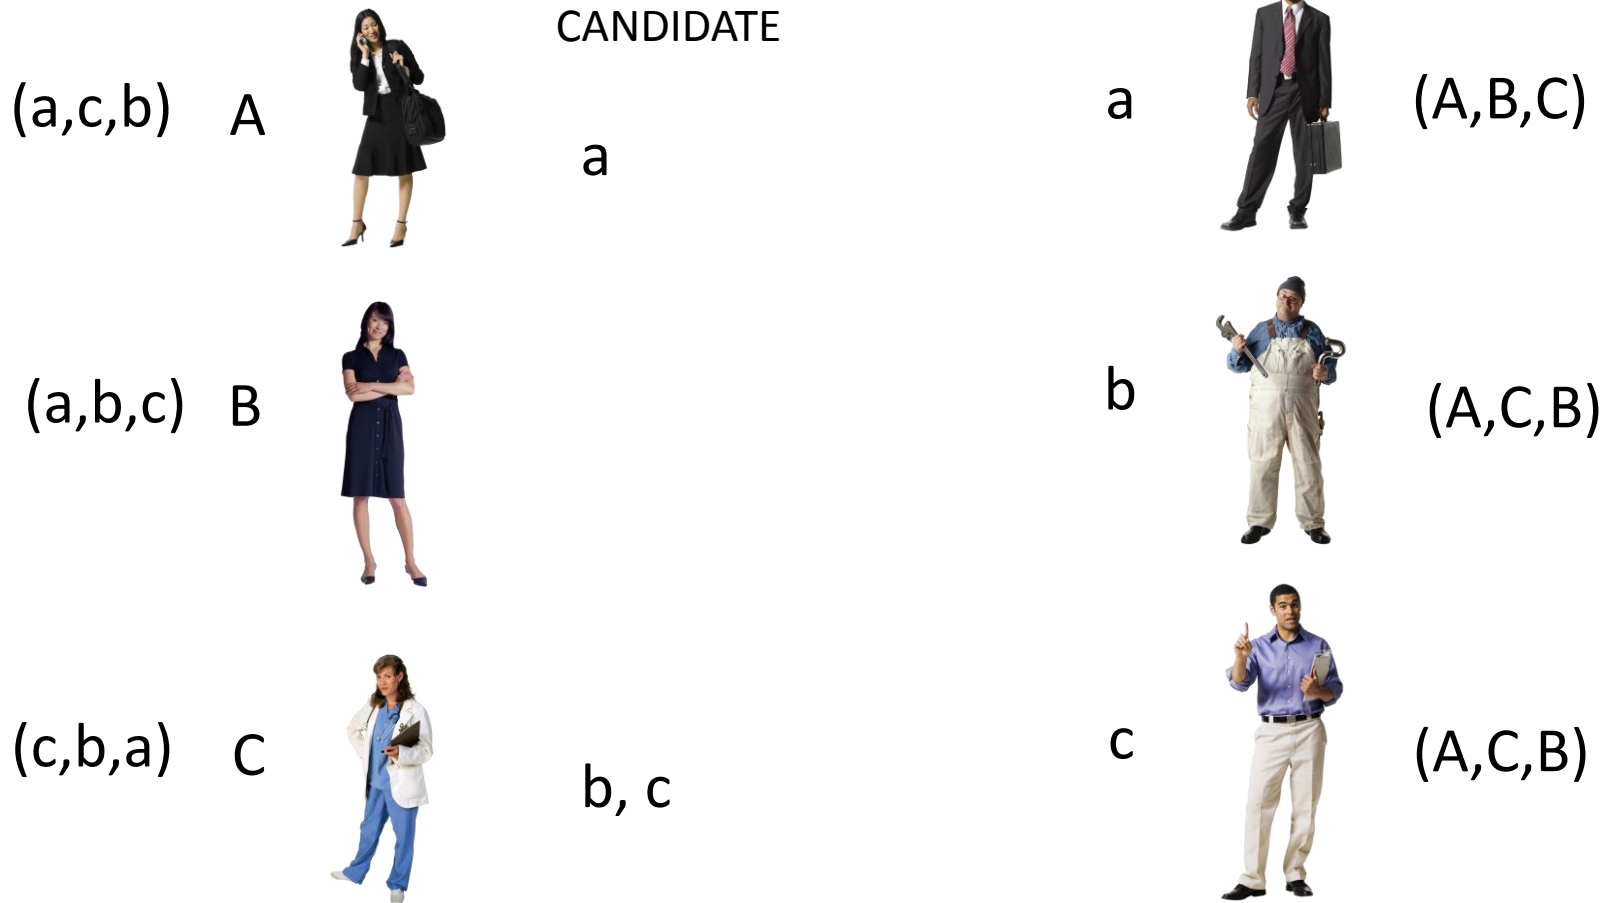 CANDIDATE
(a,c,b) A a a (A,B,C)
(a,b,c) B b (A,C,B)
(c,b,a) C b, c c (A,C,B)